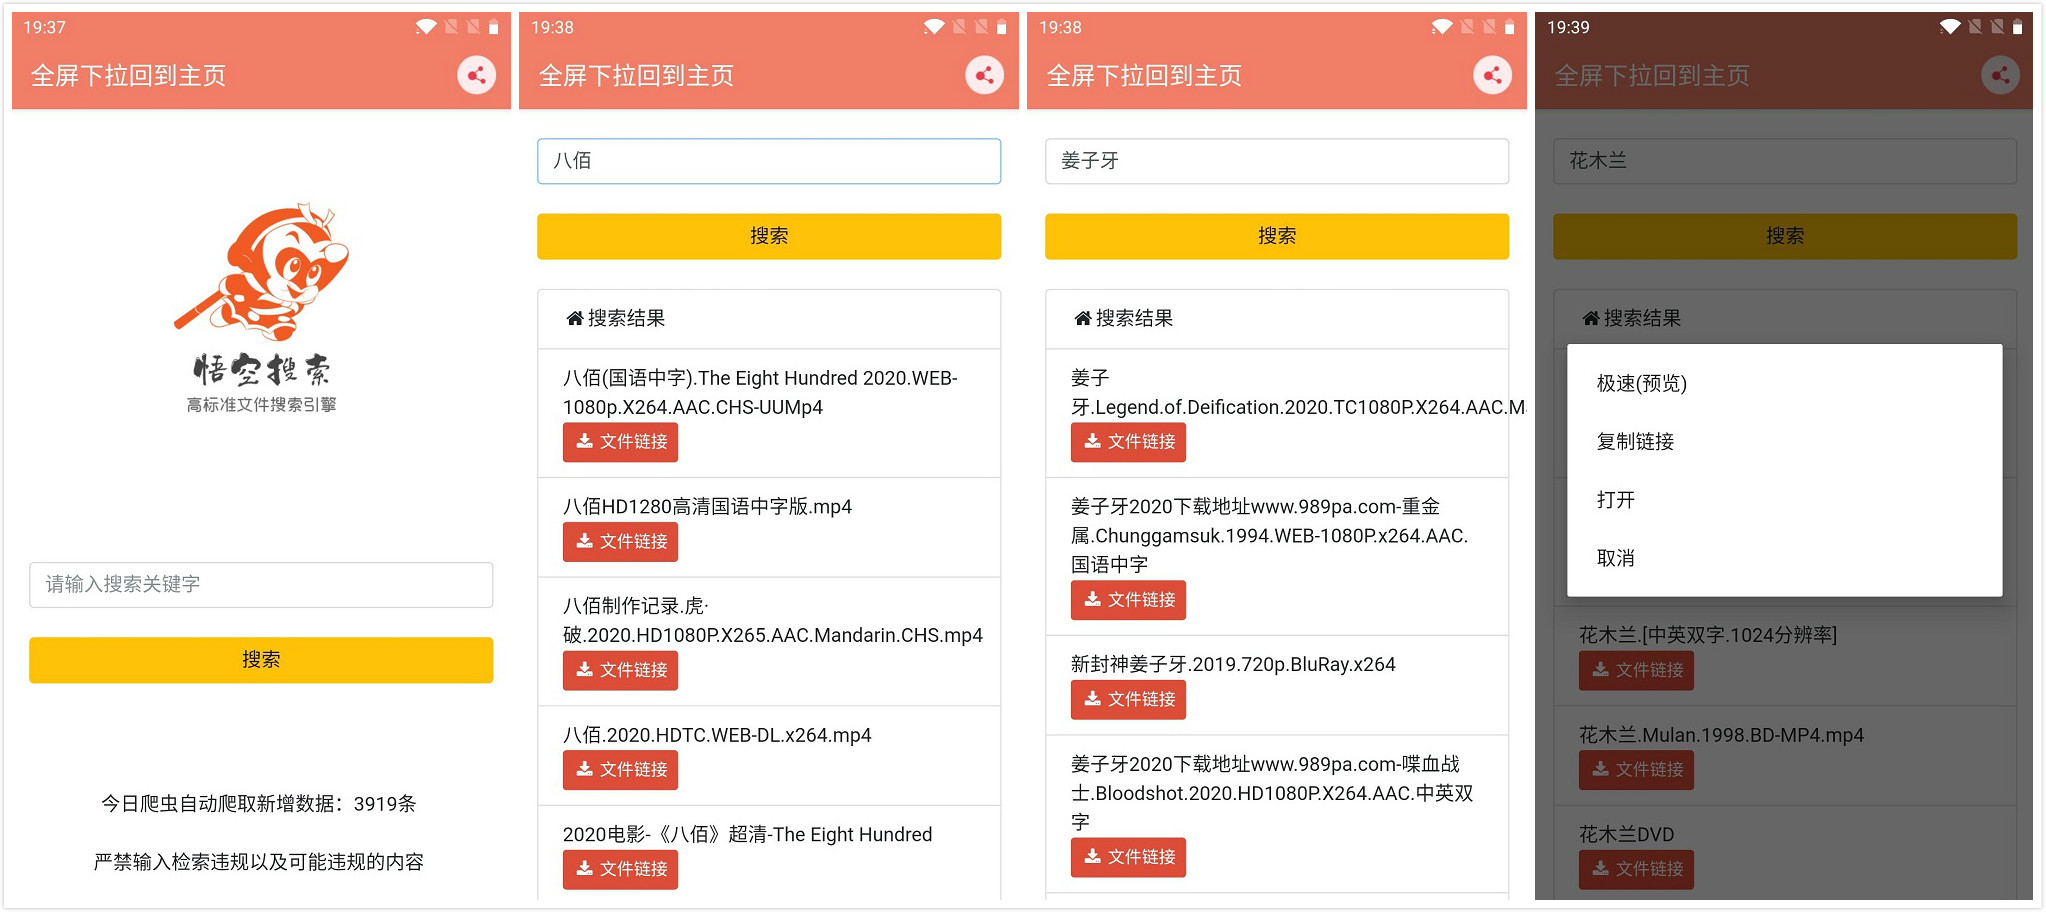 19:37
全屏下拉回到主页
悟空搜索
高标准文件搜索引擎
请输入搜索关键字
搜索
今日爬虫自动爬取新增数据：3919条
严禁输入检索违规以及可能违规的内容
19:38
全屏下拉回到主页
八佰
搜索
搜索结果
八佰(国语中字).The Eight Hundred 2020.WEB-
1080p.X264.AAC.CHS-UUMp4
文件链接
八佰HD1280高清国语中字版.mp4
文件链接
八佰制作记录.虎·
破.2020.HD1080P.X265.AAC.Mandarin.CHS.mp4
文件链接
八佰.2020.HDTC.WEB-DL.x264.mp4
文件链接
2020电影-《八佰》超清-The Eight Hundred
文件链接
19:38
全屏下拉回到主页
姜子牙
搜索
搜索结果
姜子
牙.Legend.of.Deification.2020.TC1080P.X264.AAC.M
文件链接
姜子牙2020下载地址www.989pa.com-重金
属.Chunggamsuk.1994.WEB-1080P.x264.AAC.
国语中字
文件链接
新封神姜子牙.2019.720p.BluRay.x264
文件链接
姜子牙2020下载地址www.989pa.com-喋血战
士.Bloodshot.2020.HD1080P.X264.AAC.中英双
字
文件链接
19:39
全屏下拉回到主页
花木兰
搜索
搜索结果
极速(预览)
复制链接
打开
取消
花木兰.[中英双字.1024分辨率]
文件链接
花木兰.Mulan.1998.BD-MP4.mp4
文件链接
花木兰DVD
文件链接